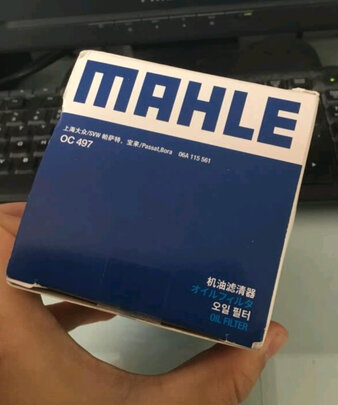 MAHLE
上海大众/SVW 帕萨特，宝来/Passat,Bora 06A 115 561
OC 497
机油滤清器
オイルフィルタ
오일 필터
OIL FILTER